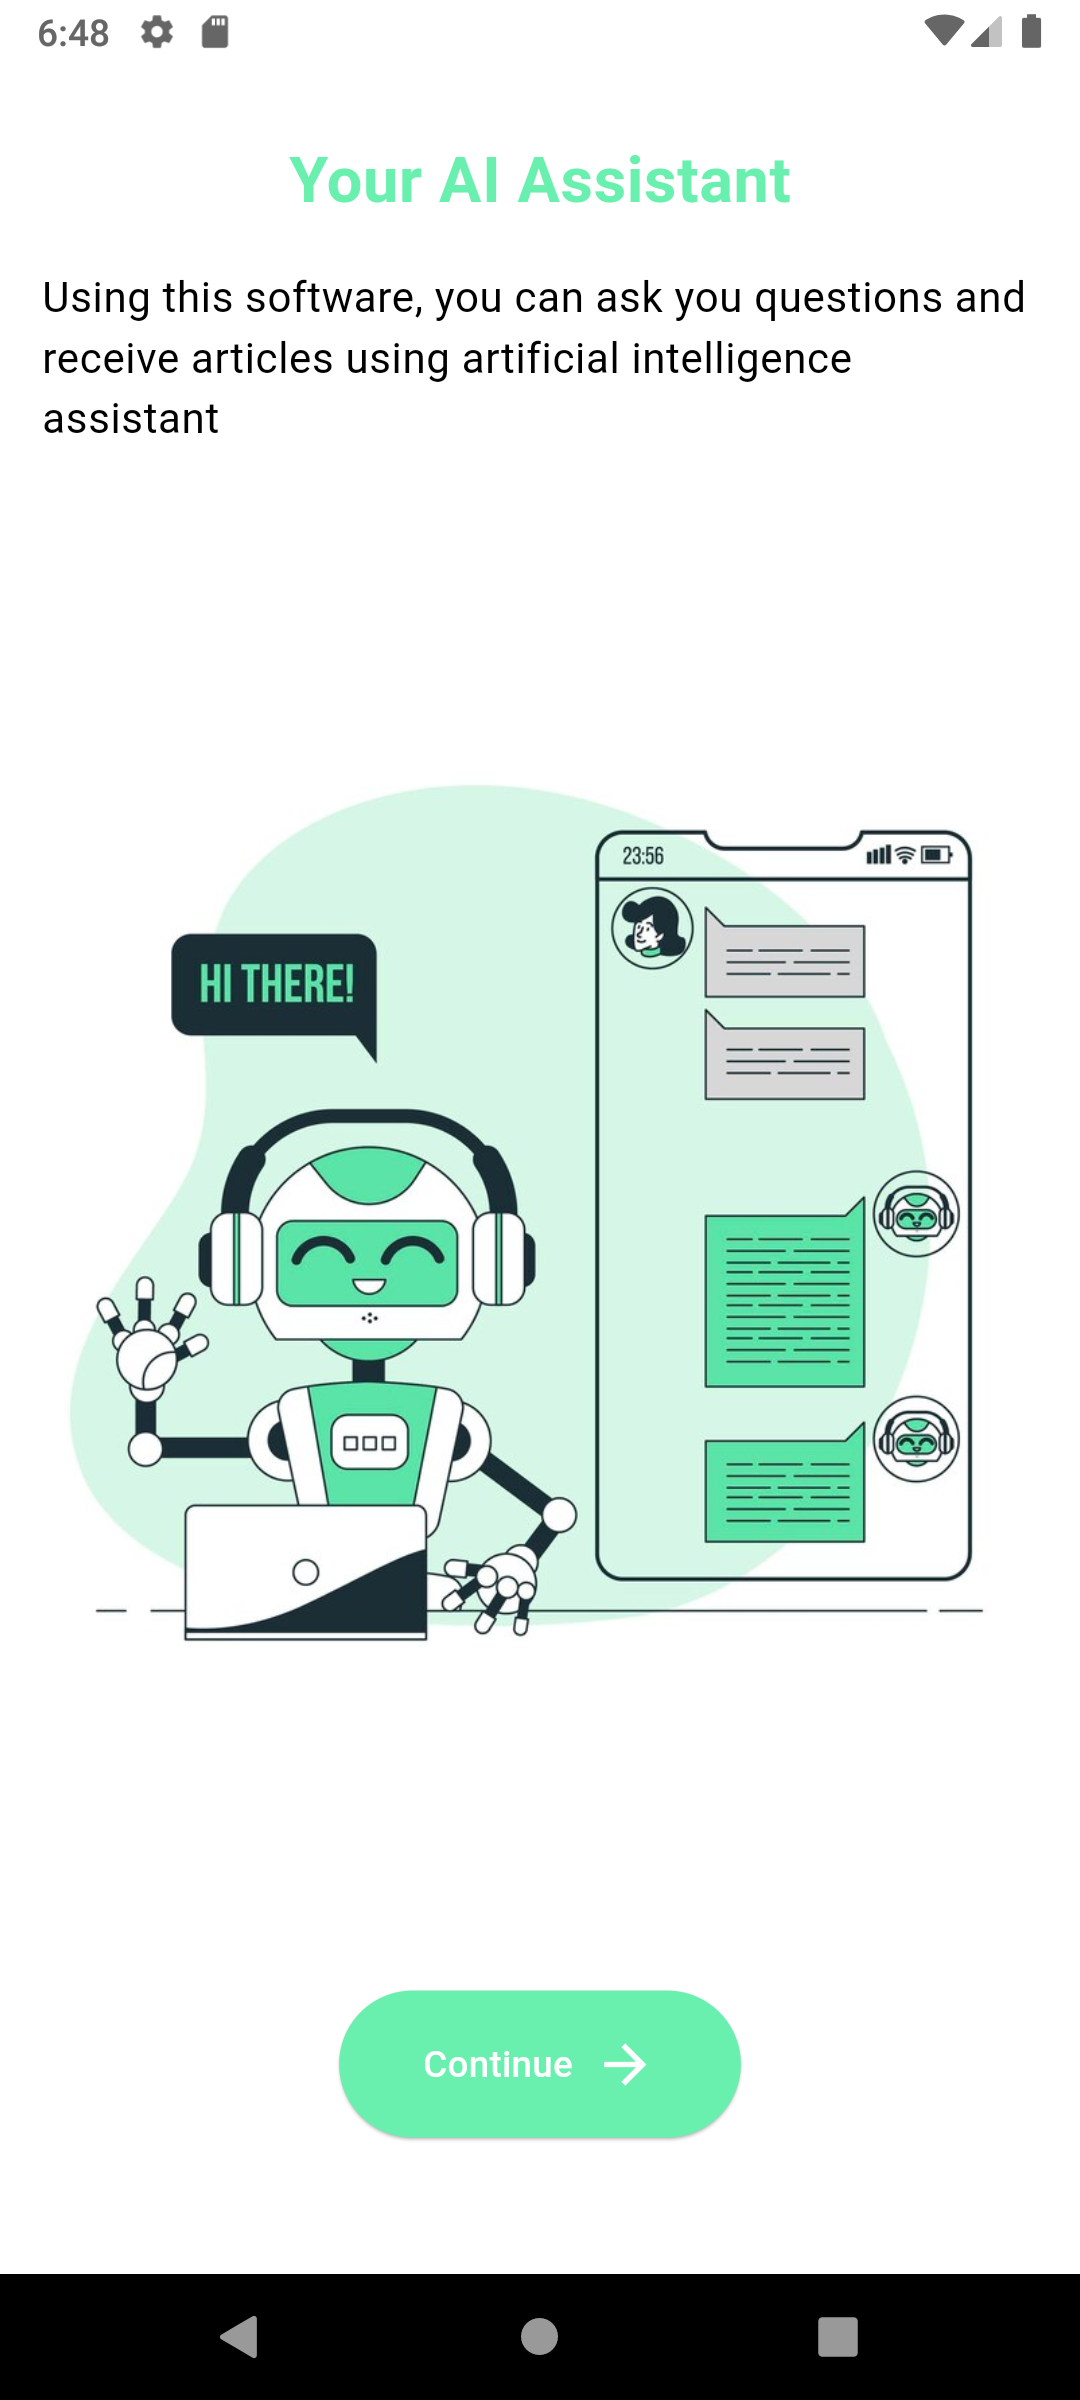 6:48
Your AI Assistant
Using this software, you can ask you questions and
receive articles using artificial intelligence
assistant
23:56
HI THERE!
Continue